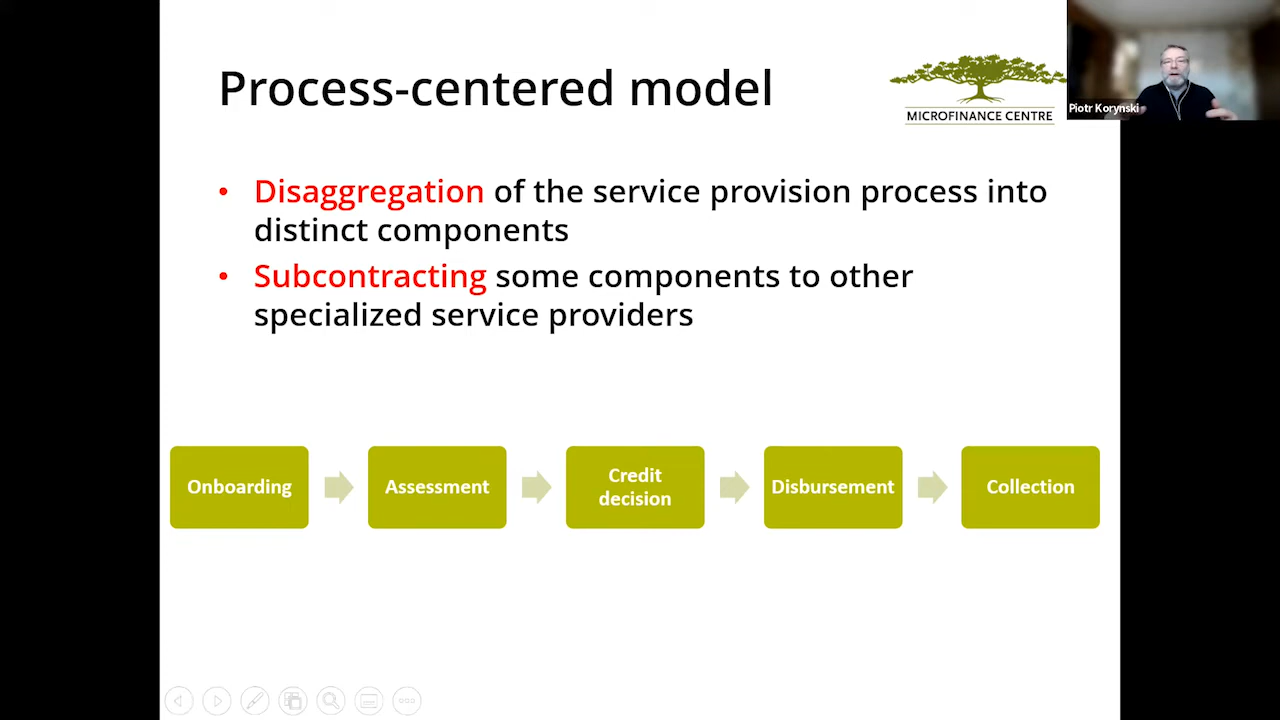 Process-centered model
MICROFINANCE CENTRE
Piotr Korynski
• Disaggregation of the service provision process into
distinct components
• Subcontracting some components to other
specialized service providers
Onboarding
Assessment
Credit
decision
Disbursement
Collection